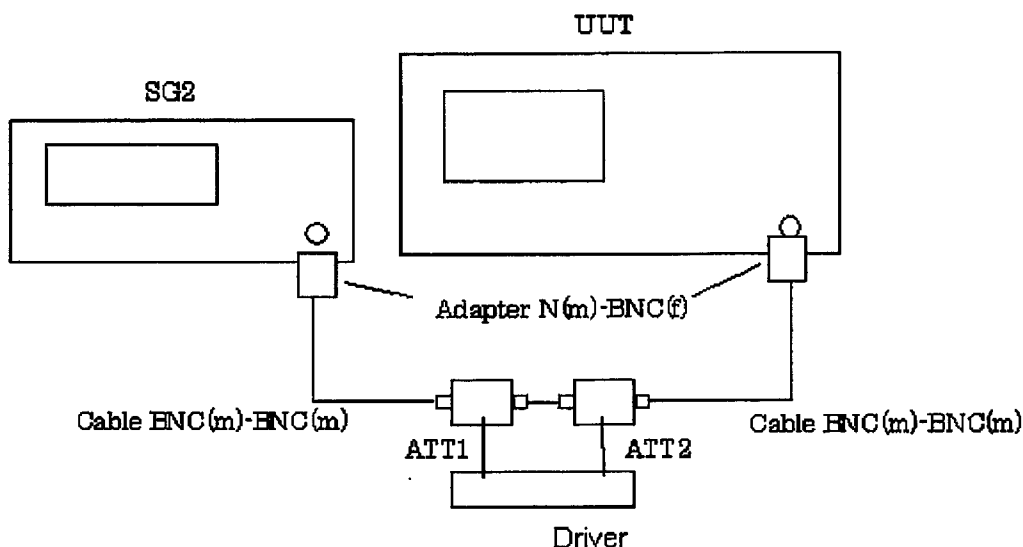 UUT
SG2
Adapter N(m)-BNC(f)
Cable BNC(m)-BNC(m)
Cable BNC(m)-BNC(m)
ATT1
ATT2
Driver